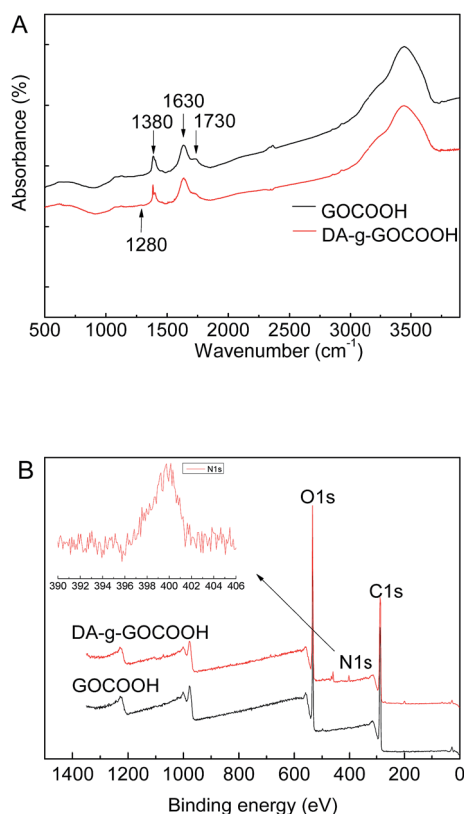 A
Absorbance (%)
1630
1380
1730
1280
GOCOOH
DA-g-GOCOOH
500 1000 1500 2000 2500 3000 3500
Wavenumber (cm⁻¹)
B
N1s
390 392 394 396 398 400 402 404 406
O1s
C1s
N1s
DA-g-GOCOOH
GOCOOH
1400 1200 1000 800 600 400 200 0
Binding energy (eV)